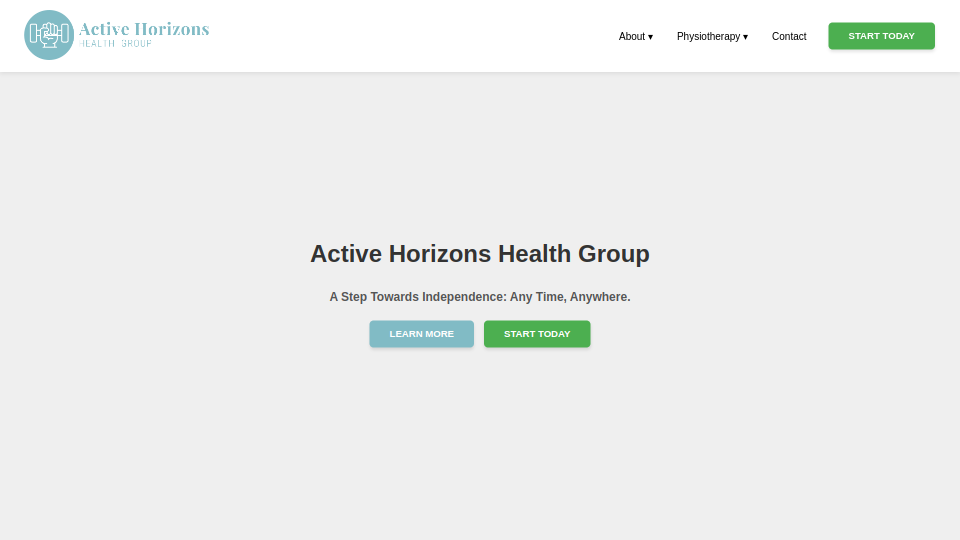 Active Horizons
HEALTH GROUP
About ▾
Physiotherapy ▾
Contact
START TODAY
Active Horizons Health Group
A Step Towards Independence: Any Time, Anywhere.
LEARN MORE
START TODAY